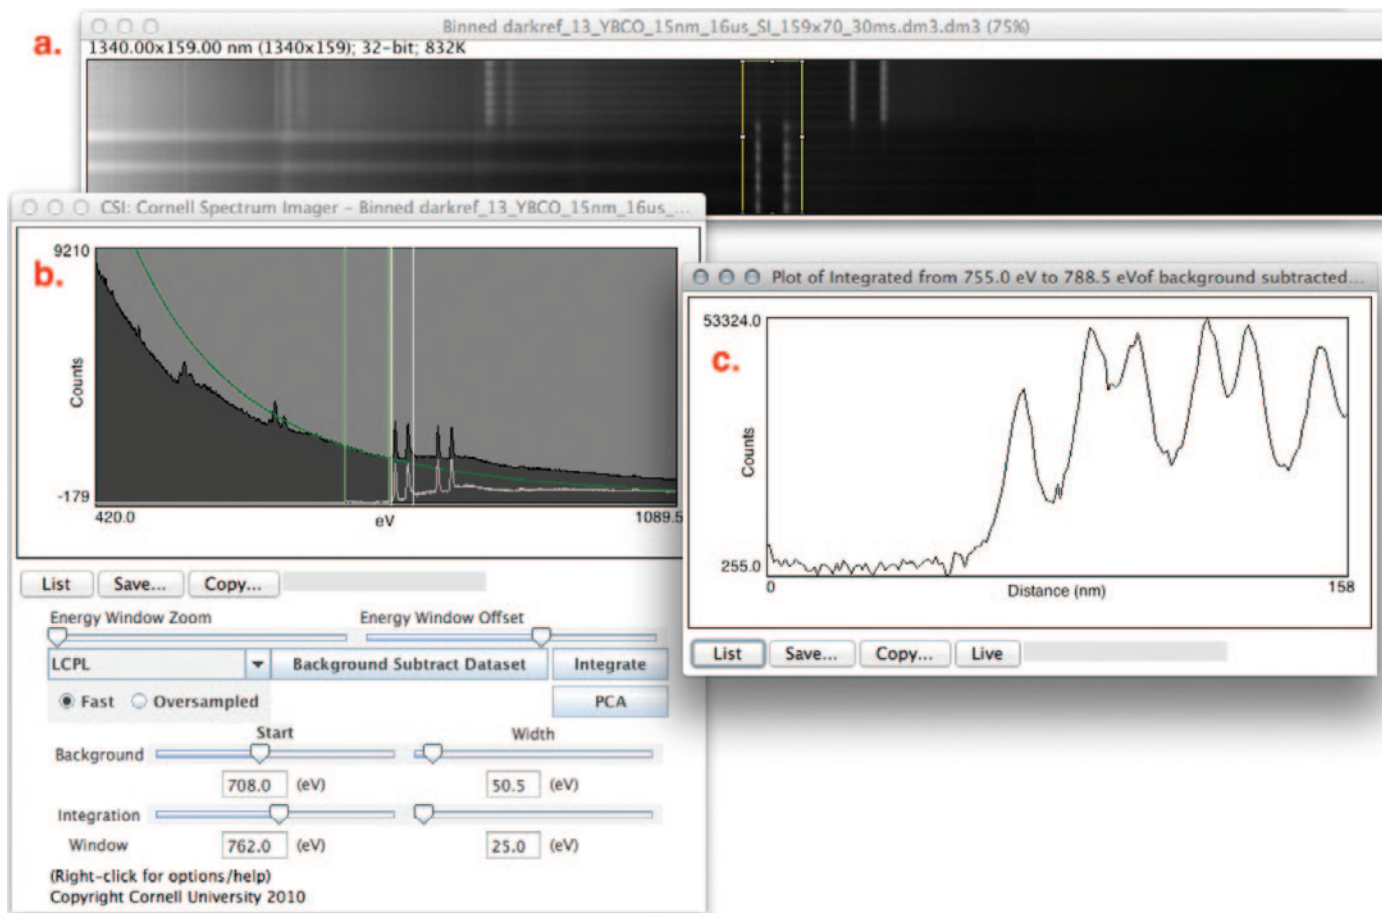 a.
Binned darkref_13_YBCO_15nm_16us_SI_159x70_30ms.dm3.dm3 (75%)
1340.00x159.00 nm (1340x159); 32-bit; 832K
CSI: Cornell Spectrum Imager – Binned darkref_13_YBCO_15nm_16us_...
b.
9210
Counts
-179
420.0
eV
1089.5
Plot of Integrated from 755.0 eV to 788.5 eVof background subtracted...
c.
53324.0
Counts
255.0
0
Distance (nm)
158
List Save... Copy... Live
List Save... Copy...
Energy Window Zoom Energy Window Offset
LCPL Background Subtract Dataset Integrate
Fast Oversampled PCA
Start Width
Background
708.0 (eV) 50.5 (eV)
Integration
Window 762.0 (eV) 25.0 (eV)
(Right-click for options/help)
Copyright Cornell University 2010